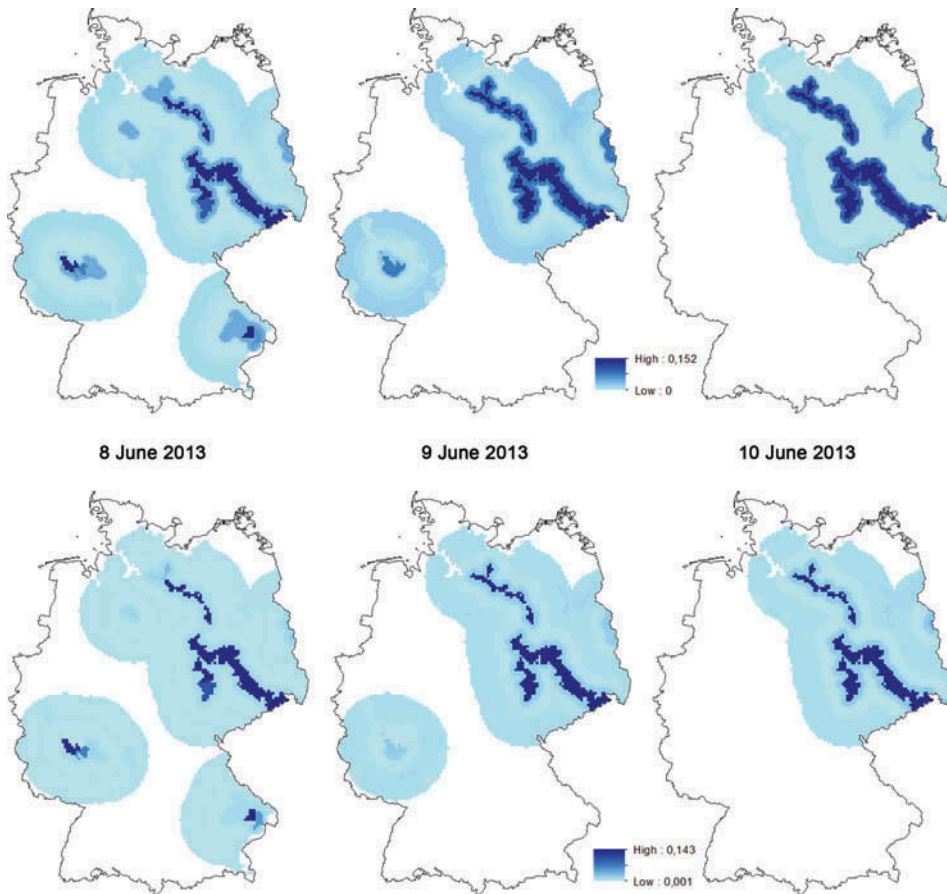 High : 0,152
Low : 0
8 June 2013
9 June 2013
10 June 2013
High : 0,143
Low : 0,001